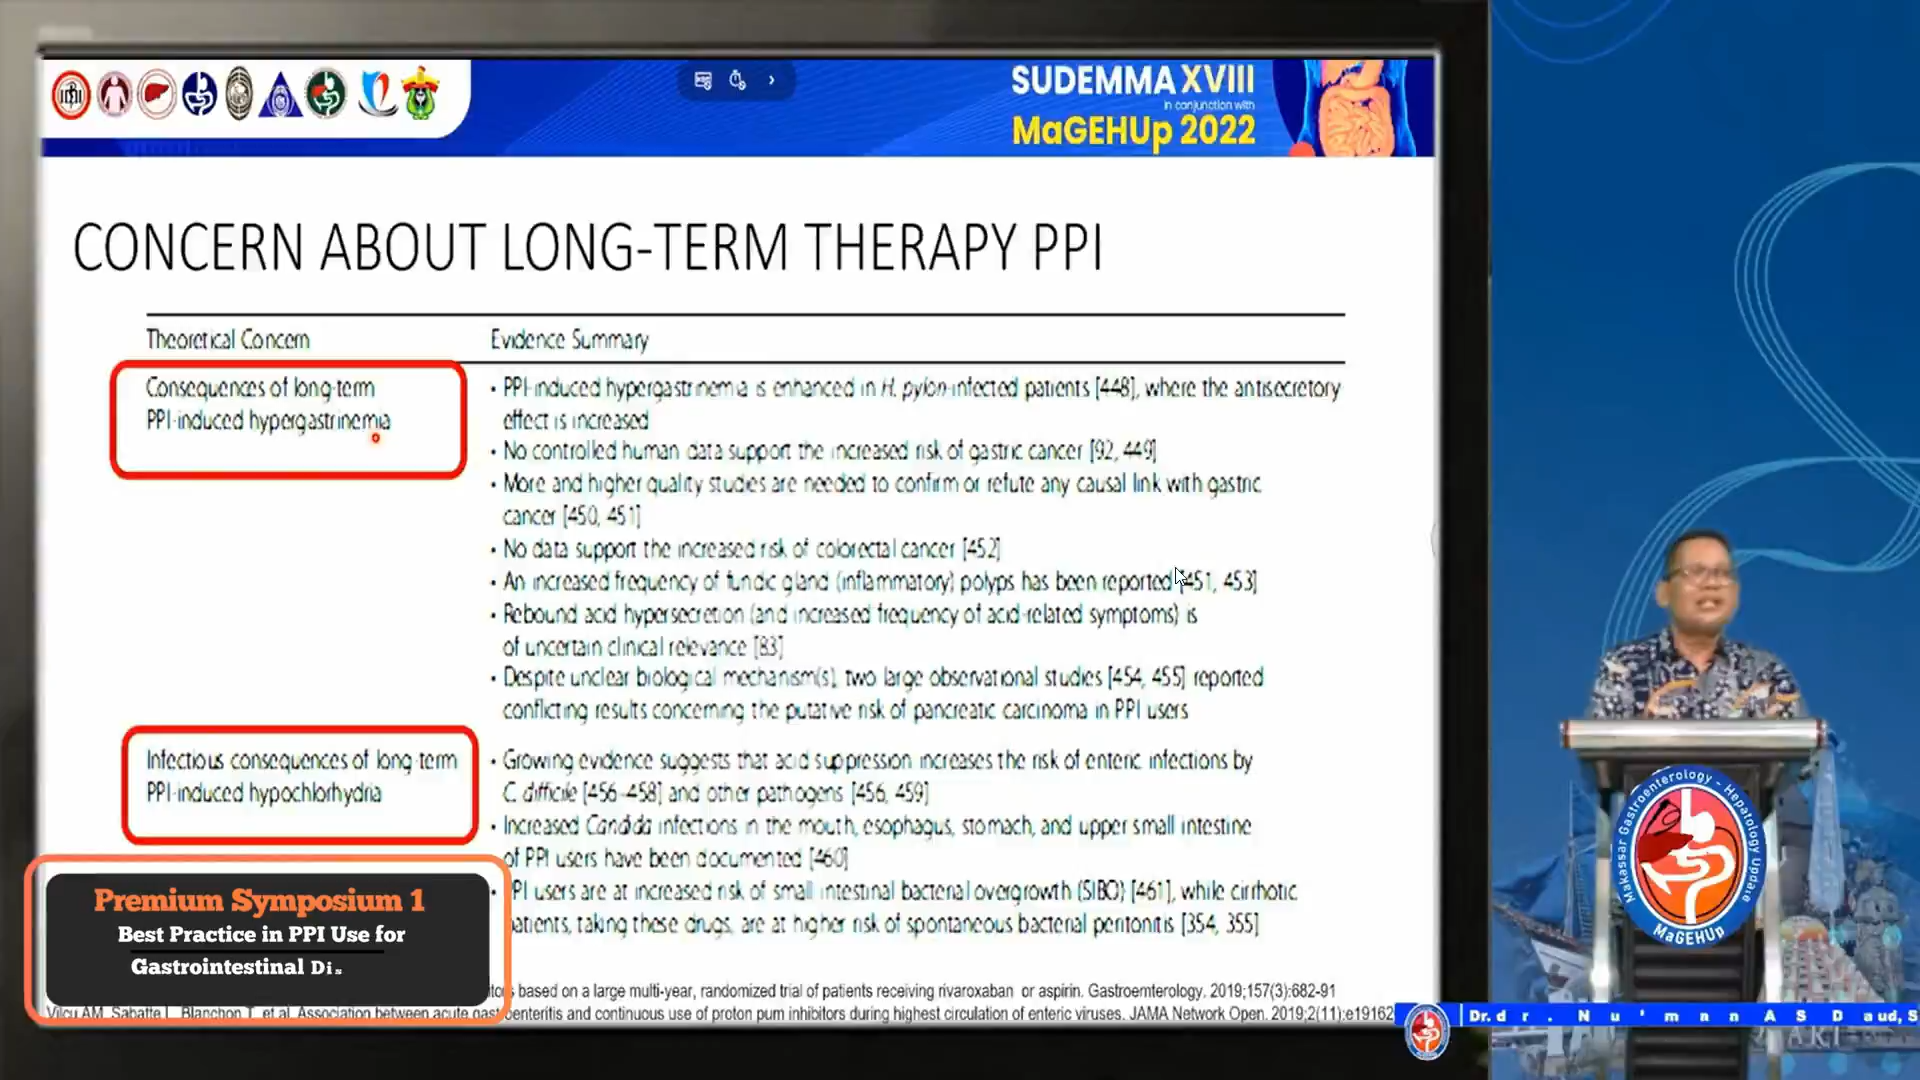 SUDEMMA XVIII
in conjunction with
MaGEHUp 2022
CONCERN ABOUT LONG-TERM THERAPY PPI
Theoretical Concern
Evidence Summary
Consequences of long-term
PPI-induced hypergastrinemia
• PPI-induced hypergastrinemia is enhanced in H. pylori-infected patients [448], where the antisecretory
effect is increased
• No controlled human data support the increased risk of gastric cancer [92, 449]
• More and higher quality studies are needed to confirm or refute any causal link with gastric
cancer [450, 451]
• No data support the increased risk of colorectal cancer [452]
• An increased frequency of fundic gland (inflammatory) polyps has been reported [451, 453]
• Rebound acid hypersecretion (and increased frequency of acid-related symptoms) is
of uncertain clinical relevance [83]
• Despite unclear biological mechanism(s), two large observational studies [454, 455] reported
conflicting results concerning the putative risk of pancreatic carcinoma in PPI users
Infectious consequences of long-term
PPI-induced hypochlorhydria
• Growing evidence suggests that acid suppression increases the risk of enteric infections by
C. difficile [456-458] and other pathogens [456, 459]
• Increased Candida infections in the mouth, esophagus, stomach, and upper small intestine
of PPI users have been documented [460]
PPI users are at increased risk of small intestinal bacterial overgrowth (SIBO) [461], while cirrhotic
patients, taking these drugs, are at higher risk of spontaneous bacterial peritonitis [354, 355]
Premium Symposium 1
Best Practice in PPI Use for
Gastrointestinal Dis
based on a large multi-year, randomized trial of patients receiving rivaroxaban or aspirin. Gastroemterology. 2019;157(3):682-91
Vilcu AM, Sabatte L, Blanchon T, et al. Association between acute gastroenteritis and continuous use of proton pum inhibitors during highest circulation of enteric viruses. JAMA Network Open. 2019;2(11):e19162
Makassar Gastroenterology - Hepatology Update
MaGEHUp
Dr. dr. Nu'man AS Daud, S